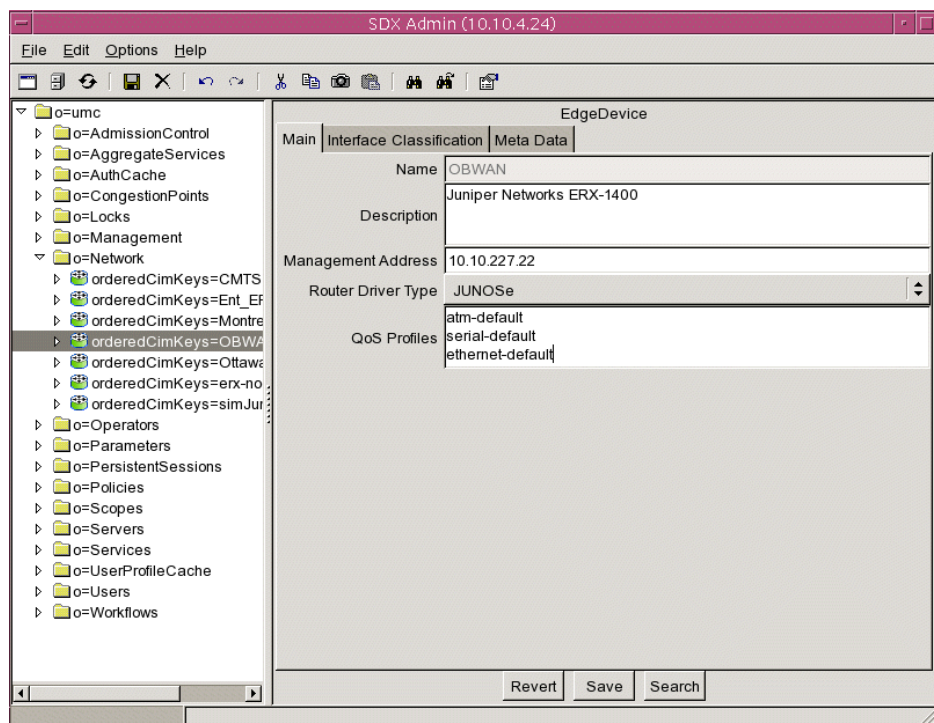 SDX Admin (10.10.4.24)
File Edit Options Help
o=umc
o=AdmissionControl
o=AggregateServices
o=AuthCache
o=CongestionPoints
o=Locks
o=Management
o=Network
orderedCimKeys=CMTS
orderedCimKeys=Ent_EF
orderedCimKeys=Montre
orderedCimKeys=OBWA
orderedCimKeys=Ottawa
orderedCimKeys=erx-no
orderedCimKeys=simJur
o=Operators
o=Parameters
o=PersistentSessions
o=Policies
o=Scopes
o=Servers
o=Services
o=UserProfileCache
o=Users
o=Workflows
EdgeDevice
Main Interface Classification Meta Data
Name OBWAN
Description Juniper Networks ERX-1400
Management Address 10.10.227.22
Router Driver Type JUNOSe
QoS Profiles atm-default
serial-default
ethernet-default
Revert Save Search